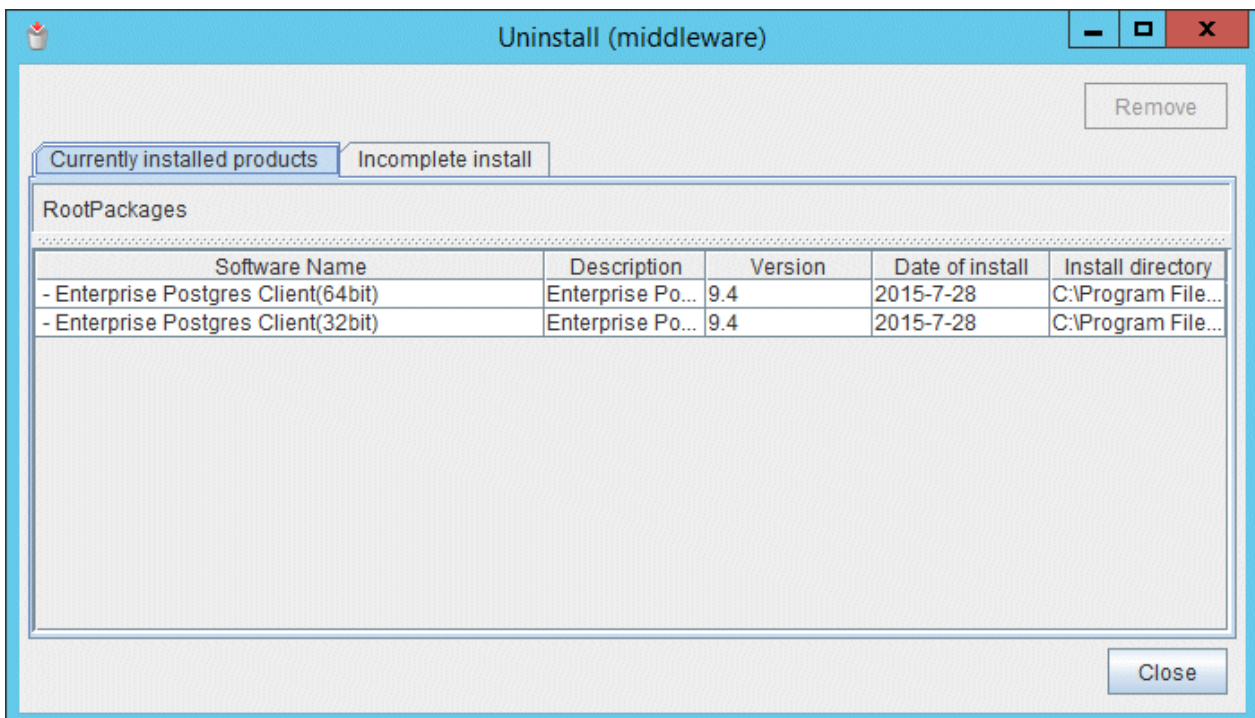 Uninstall (middleware)
Remove
Currently installed products Incomplete install
RootPackages
Software Name Description Version Date of install Install directory
- Enterprise Postgres Client(64bit) Enterprise Po... 9.4 2015-7-28 C:\Program File...
- Enterprise Postgres Client(32bit) Enterprise Po... 9.4 2015-7-28 C:\Program File...
Close